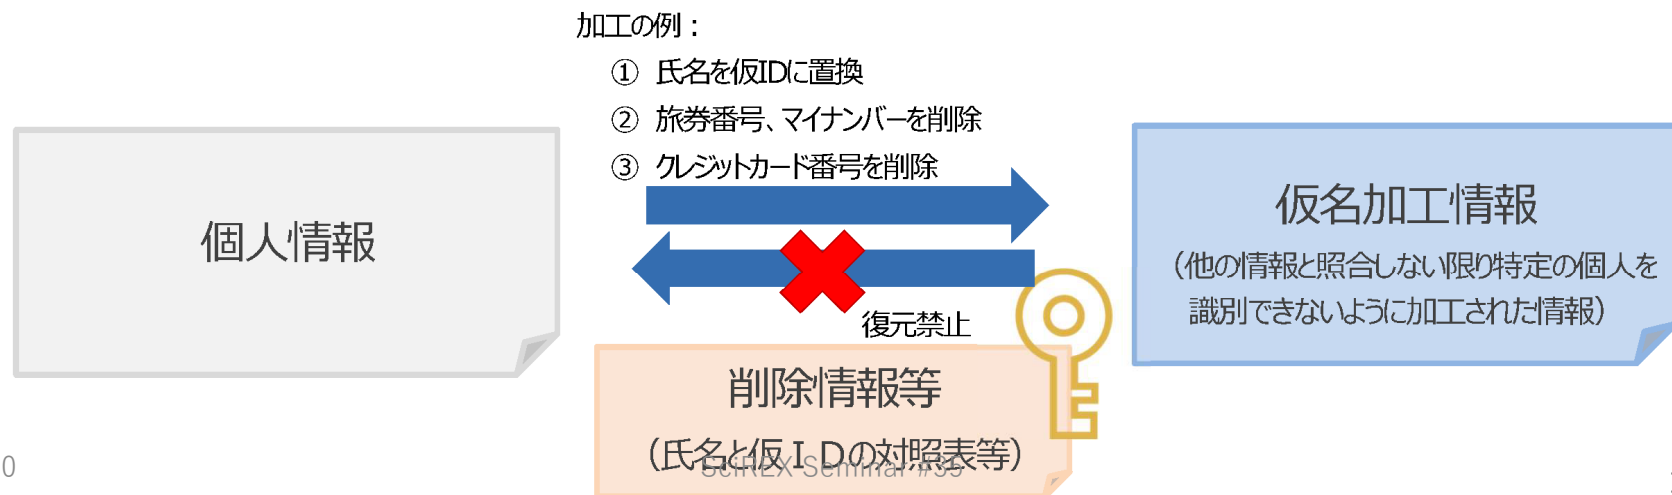 加工の例：
① 氏名を仮IDに置換
② 旅券番号、マイナンバーを削除
③ クレジットカード番号を削除
個人情報
仮名加工情報
（他の情報と照合しない限り特定の個人を
識別できないように加工された情報）
復元禁止
削除情報等
（氏名と仮ＩＤの対照表等）
SciREX Seminar #35
0